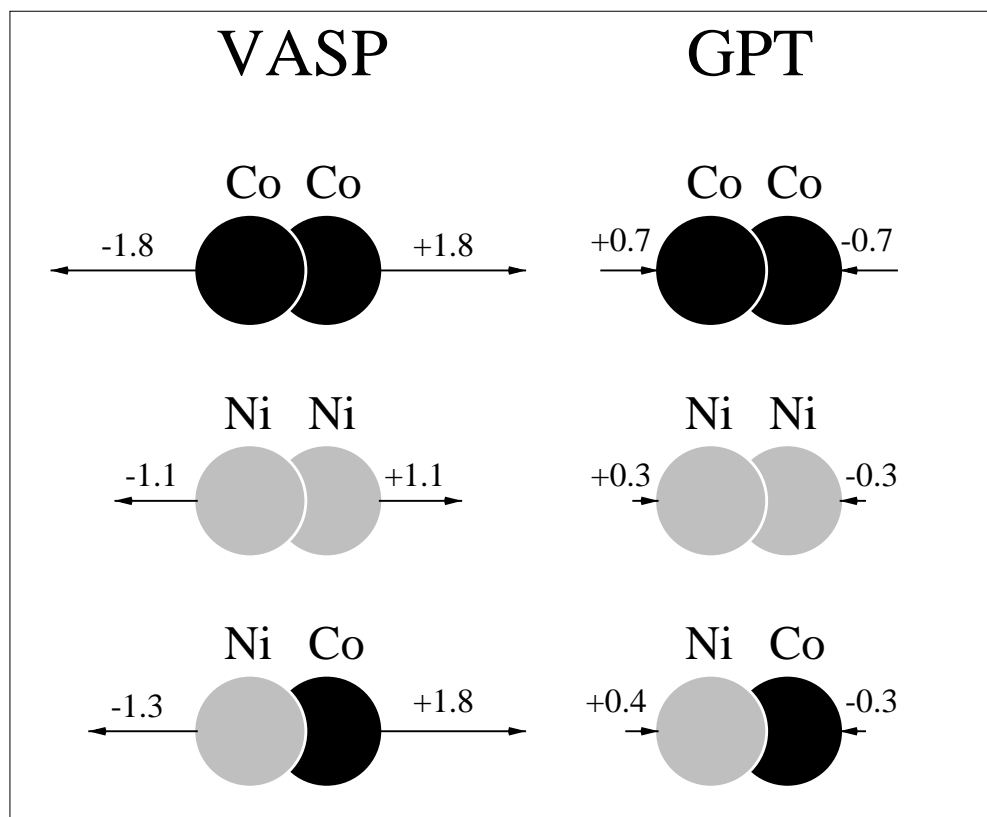 VASP GPT
Co Co Co Co
-1.8 +1.8 +0.7 -0.7
Ni Ni Ni Ni
-1.1 +1.1 +0.3 -0.3
Ni Co Ni Co
-1.3 +1.8 +0.4 -0.3